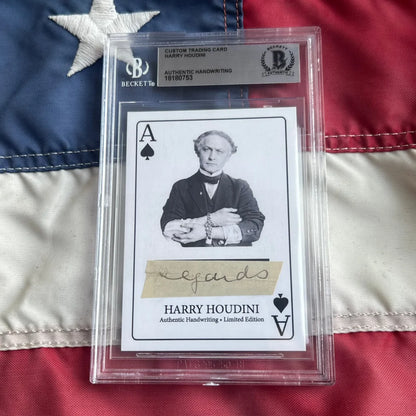 CUSTOM TRADING CARD
HARRY HOUDINI
BECKETT
AUTHENTIC HANDWRITING
16180753
A
regards
HARRY HOUDINI
Authentic Handwriting • Limited Edition
A